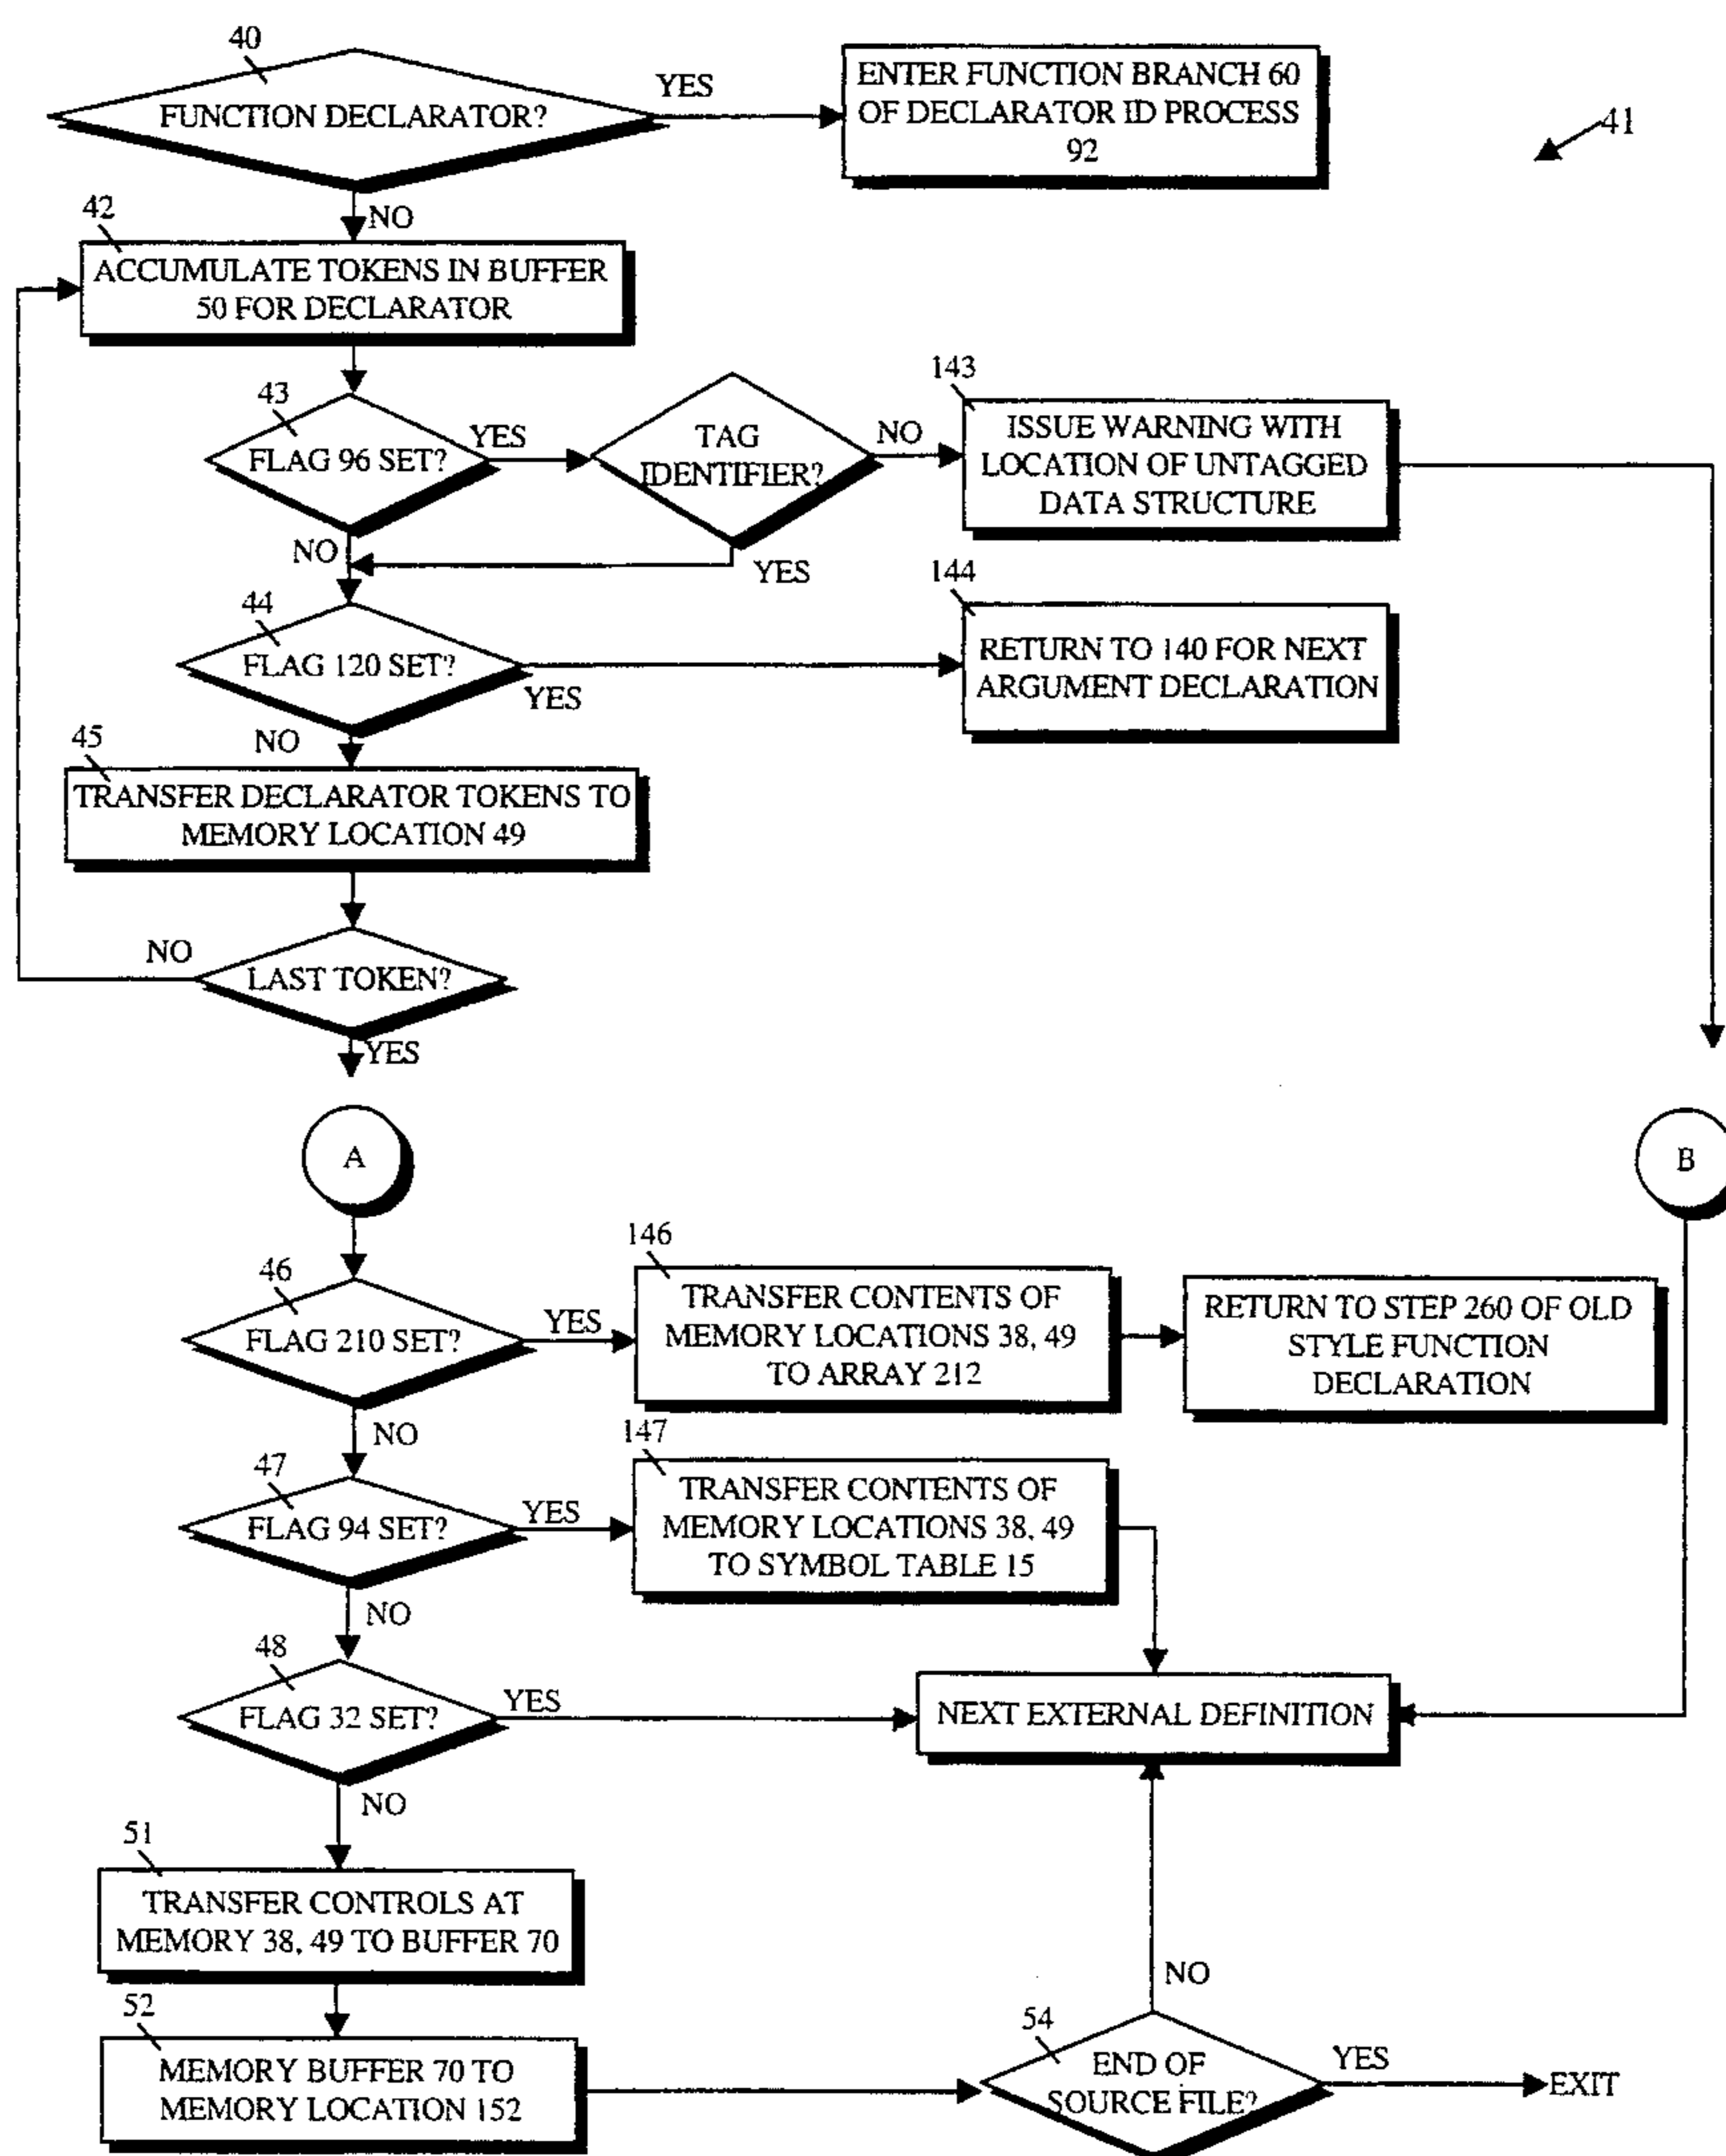 40
FUNCTION DECLARATOR?
YES
ENTER FUNCTION BRANCH 60
OF DECLARATOR ID PROCESS
92
41
NO
42
ACCUMULATE TOKENS IN BUFFER
50 FOR DECLARATOR
43
FLAG 96 SET?
YES
TAG
IDENTIFIER?
NO
143
ISSUE WARNING WITH
LOCATION OF UNTAGGED
DATA STRUCTURE
NO
YES
44
FLAG 120 SET?
YES
144
RETURN TO 140 FOR NEXT
ARGUMENT DECLARATION
NO
45
TRANSFER DECLARATOR TOKENS TO
MEMORY LOCATION 49
NO
LAST TOKEN?
YES
A
B
46
FLAG 210 SET?
YES
146
TRANSFER CONTENTS OF
MEMORY LOCATIONS 38, 49
TO ARRAY 212
RETURN TO STEP 260 OF OLD
STYLE FUNCTION
DECLARATION
NO
47
FLAG 94 SET?
YES
147
TRANSFER CONTENTS OF
MEMORY LOCATIONS 38, 49
TO SYMBOL TABLE 15
NO
48
FLAG 32 SET?
YES
NEXT EXTERNAL DEFINITION
NO
51
TRANSFER CONTROLS AT
MEMORY 38, 49 TO BUFFER 70
52
MEMORY BUFFER 70 TO
MEMORY LOCATION 152
NO
54
END OF
SOURCE FILE?
YES
EXIT